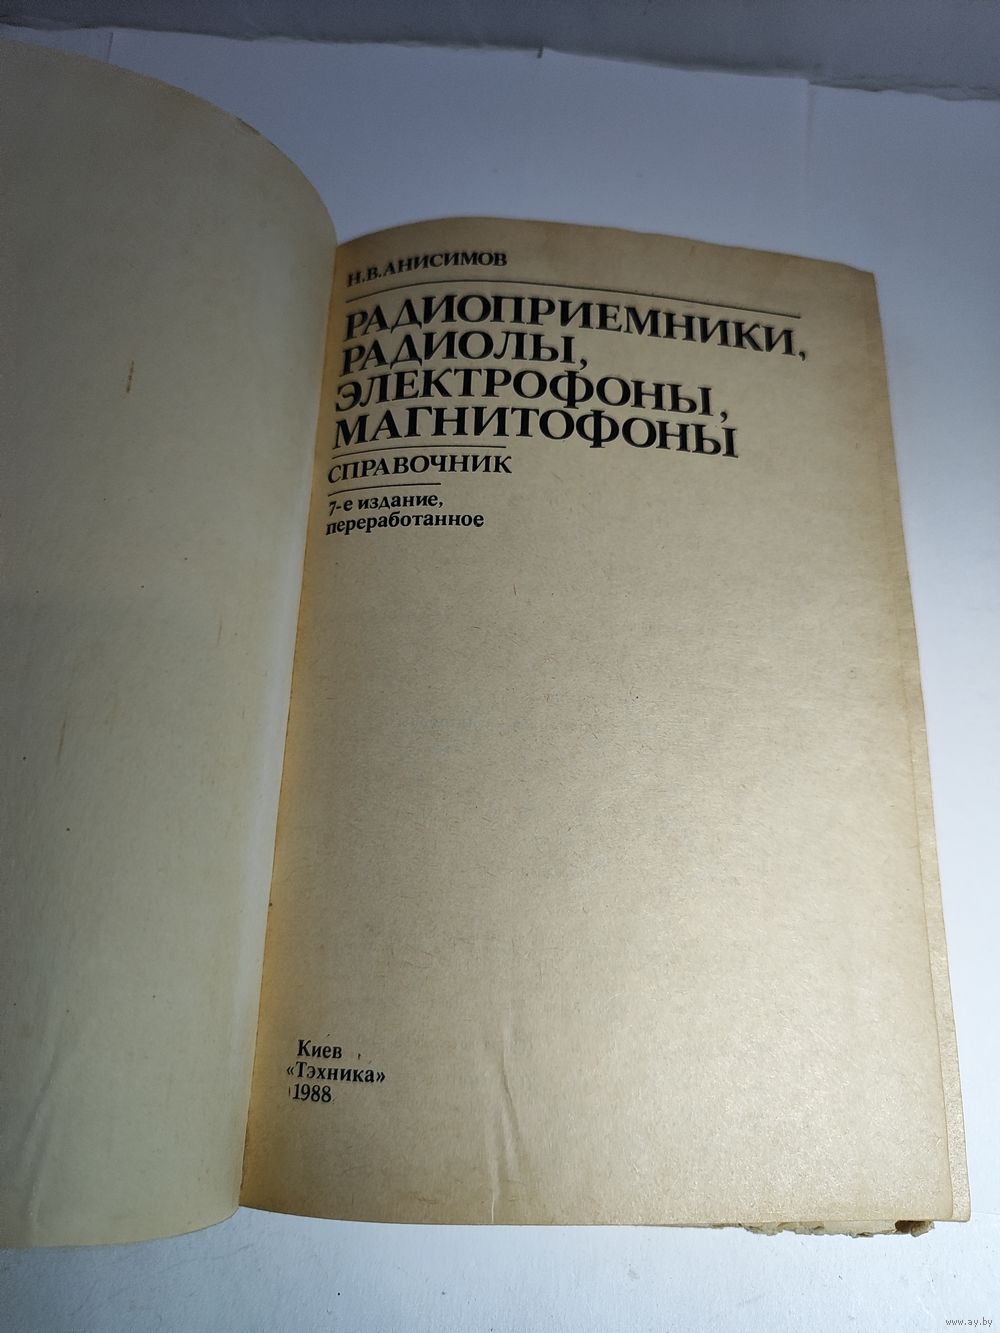 Н.В.АНИСИМОВ
РАДИОПРИЕМНИКИ,
РАДИОЛЫ,
ЭЛЕКТРОФОНЫ,
МАГНИТОФОНЫ
СПРАВОЧНИК
7-е издание,
переработанное
Киев
«Тэхника»
1988
www.ay.by